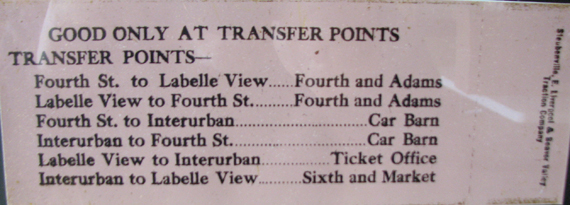 GOOD ONLY AT TRANSFER POINTS
TRANSFER POINTS—
Fourth St. to Labelle View......Fourth and Adams
Labelle View to Fourth St..........Fourth and Adams
Fourth St. to Interurban..............................Car Barn
Interurban to Fourth St..............................Car Barn
Labelle View to Interurban................Ticket Office
Interurban to Labelle View..........Sixth and Market
Steubenville, E. Liverpool & Beaver Valley
Traction Company